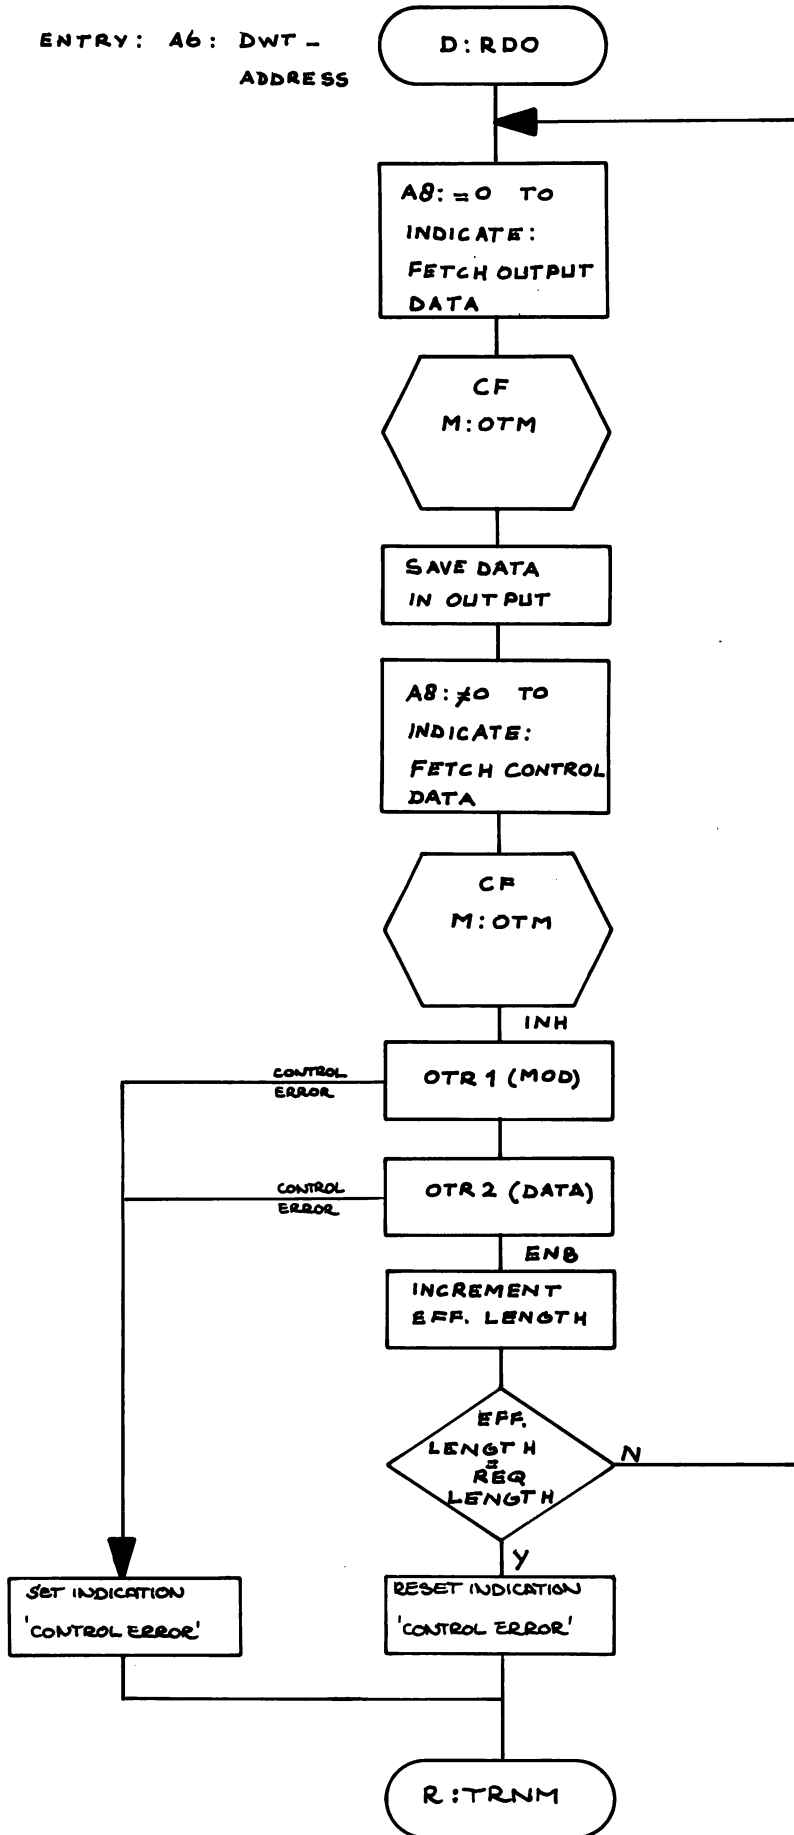 ENTRY: A6: DWT-
ADDRESS
D:RDO
A8:=0 TO
INDICATE:
FETCH OUTPUT
DATA
CF
M:OTM
SAVE DATA
IN OUTPUT
A8:≠0 TO
INDICATE:
FETCH CONTROL
DATA
CF
M:OTM
INH
CONTROL
ERROR
OTR 1 (MOD)
CONTROL
ERROR
OTR 2 (DATA)
ENB
INCREMENT
EFF. LENGTH
EFF.
LENGTH
=
REQ
LENGTH
N
Y
SET INDICATION
'CONTROL ERROR'
RESET INDICATION
'CONTROL ERROR'
R:TRNM